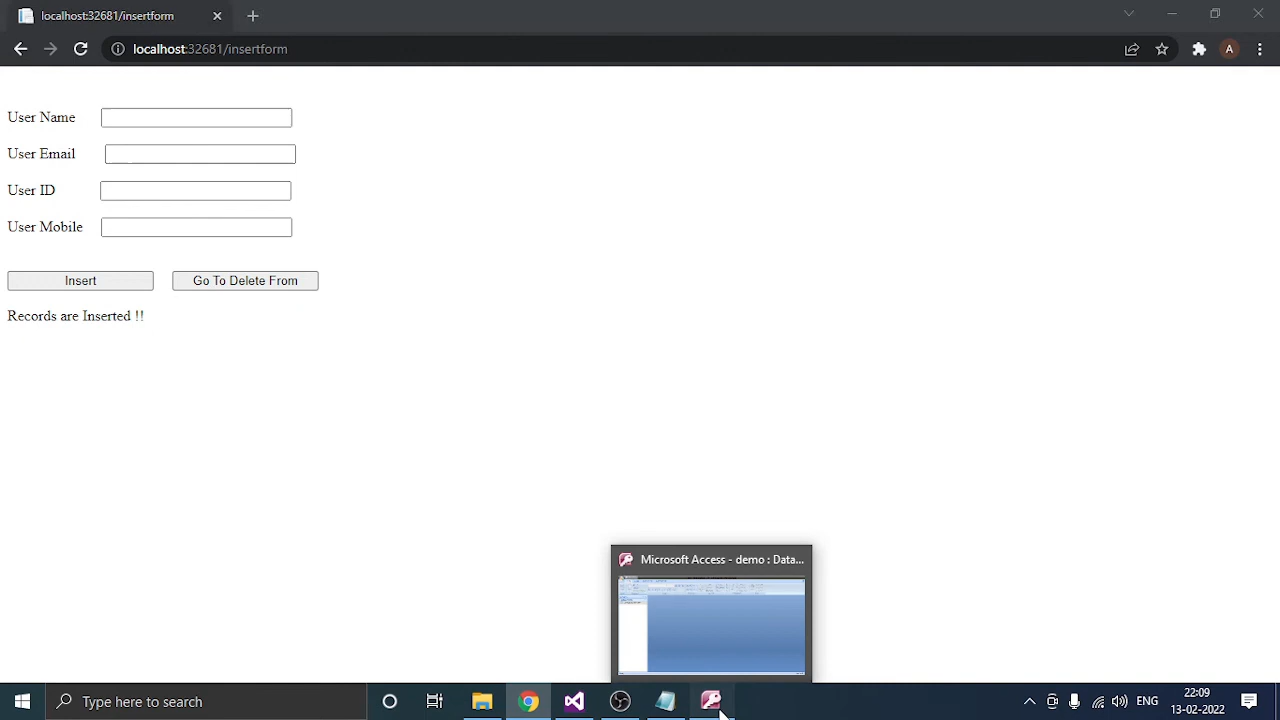 localhost:32681/insertform
localhost:32681/insertform
A
User Name
User Email
User ID
User Mobile
Insert
Go To Delete From
Records are Inserted !!
Microsoft Access - demo : Data...
Type here to search
ENG
22:09
13-02-2022